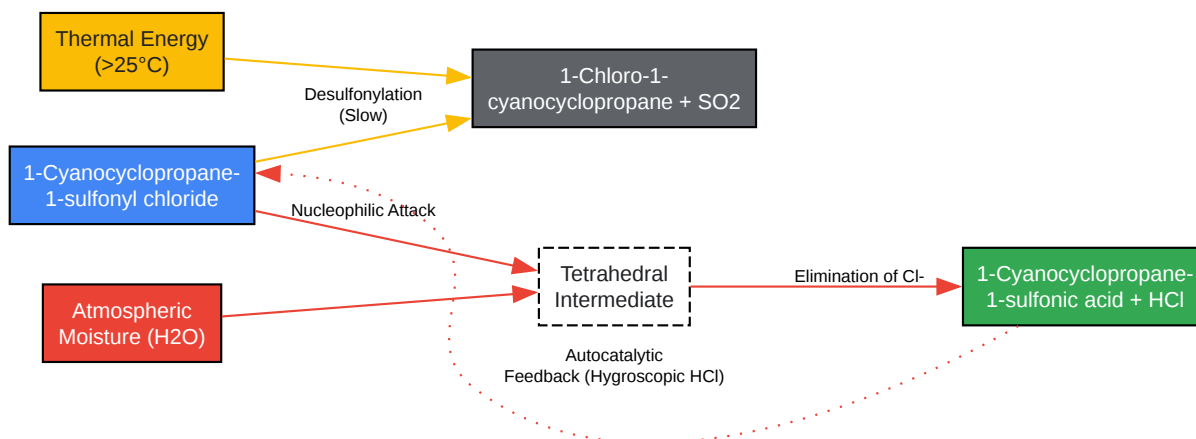 Thermal Energy
(>25°C)
1-Chloro-1-
cyanocyclopropane + SO2
Desulfonylation
(Slow)
1-Cyanocyclopropane-
1-sulfonyl chloride
Nucleophilic Attack
Tetrahedral
Intermediate
Elimination of Cl-
1-Cyanocyclopropane-
1-sulfonic acid + HCl
Atmospheric
Moisture (H2O)
Autocatalytic
Feedback (Hygroscopic HCl)